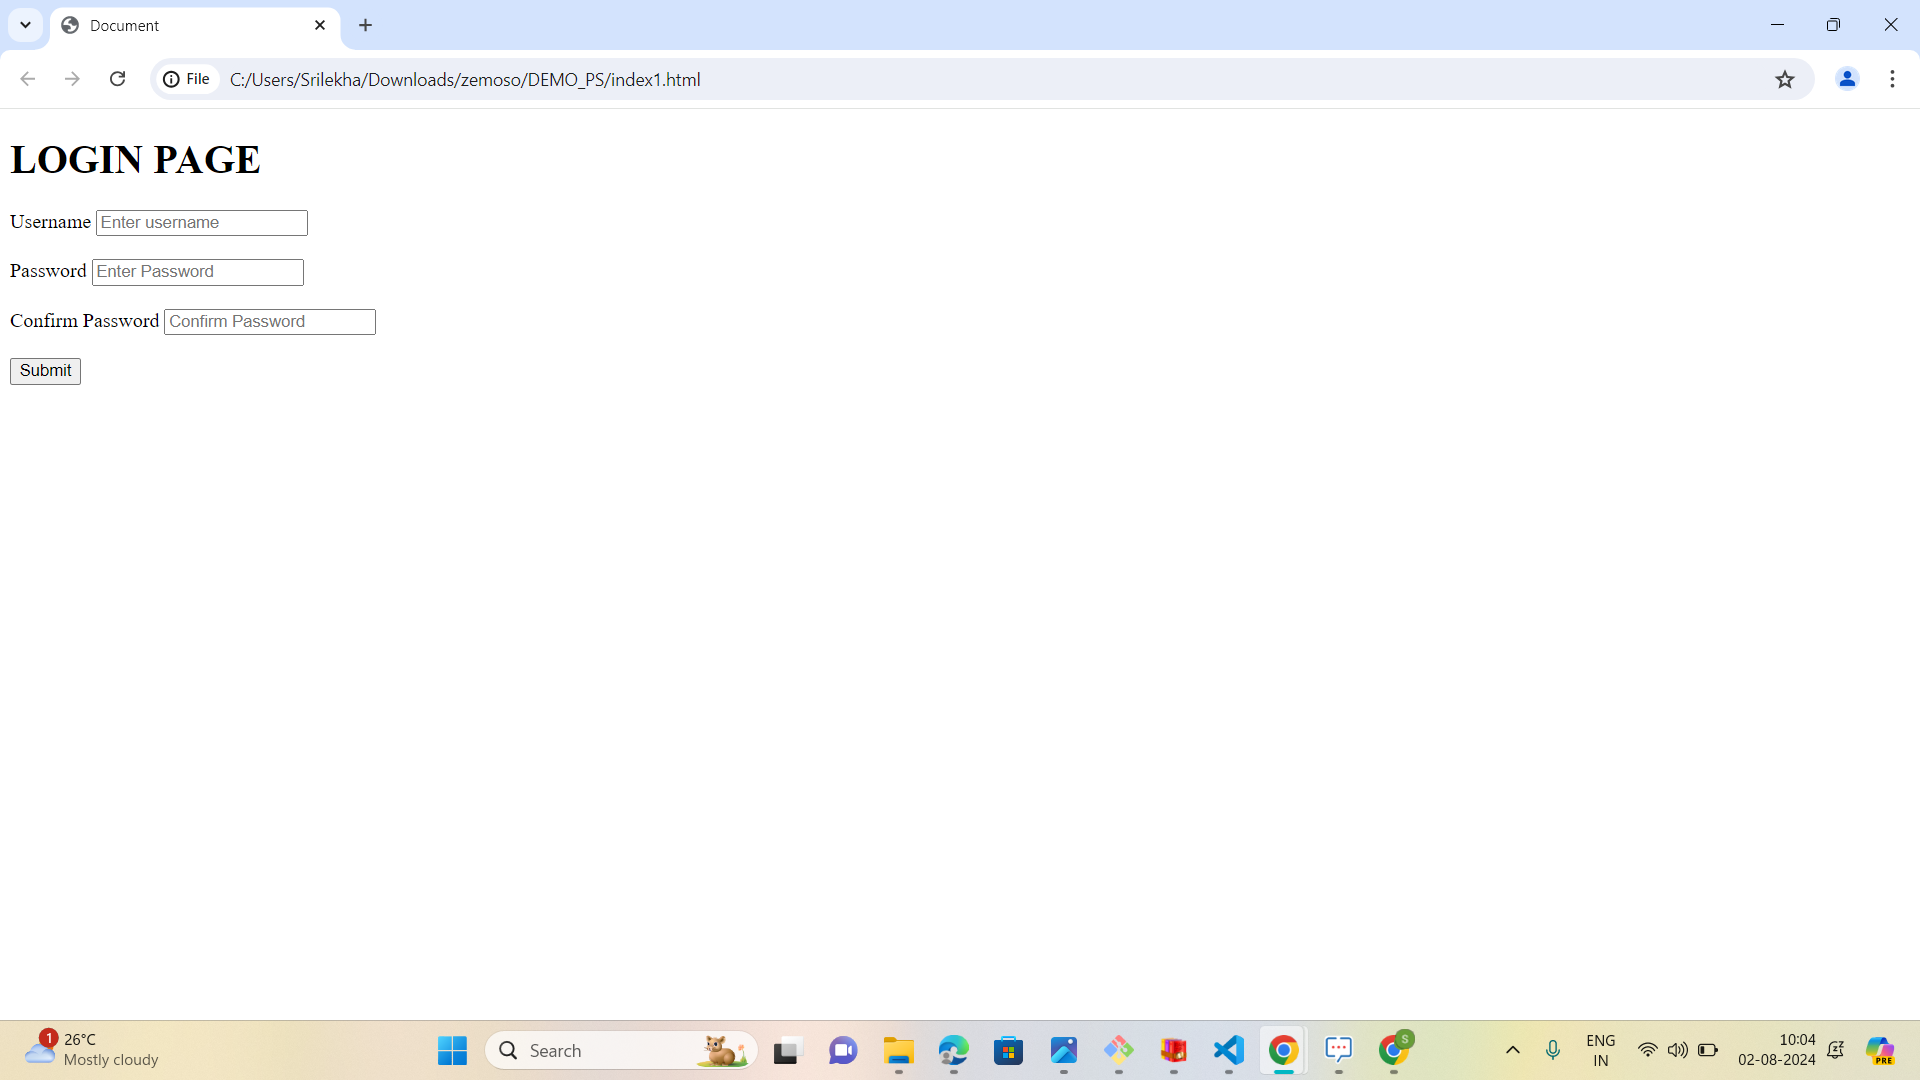 Document
File
C:/Users/Srilekha/Downloads/zemoso/DEMO_PS/index1.html
LOGIN PAGE
Username Enter username
Password Enter Password
Confirm Password Confirm Password
Submit
1
26°C
Mostly cloudy
Search
S
ENG
IN
10:04
02-08-2024
PRE